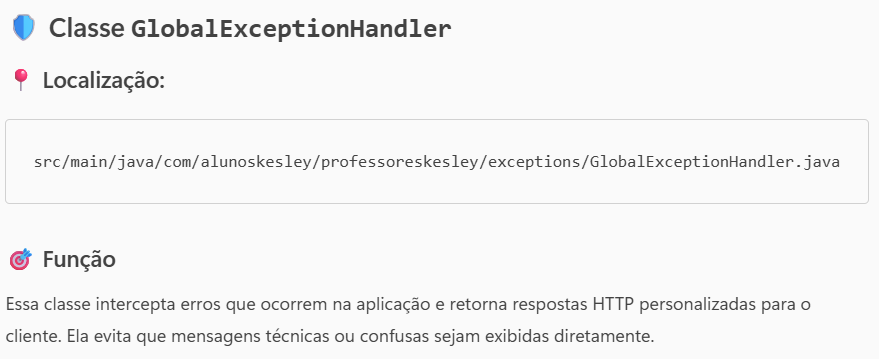 Classe GlobalExceptionHandler
Localização:
src/main/java/com/alunoskesley/professoreskesley/exceptions/GlobalExceptionHandler.java
Função
Essa classe intercepta erros que ocorrem na aplicação e retorna respostas HTTP personalizadas para o
cliente. Ela evita que mensagens técnicas ou confusas sejam exibidas diretamente.